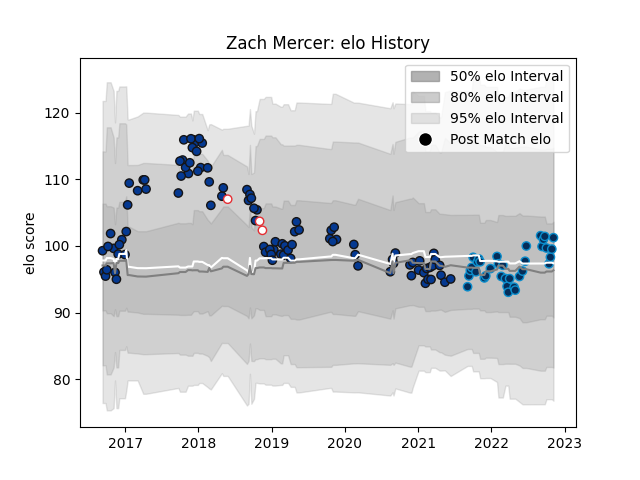 Zach Mercer: elo History
50% elo Interval
80% elo Interval
95% elo Interval
Post Match elo
elo score
120
110
100
90
80
2017
2018
2019
2020
2021
2022
2023